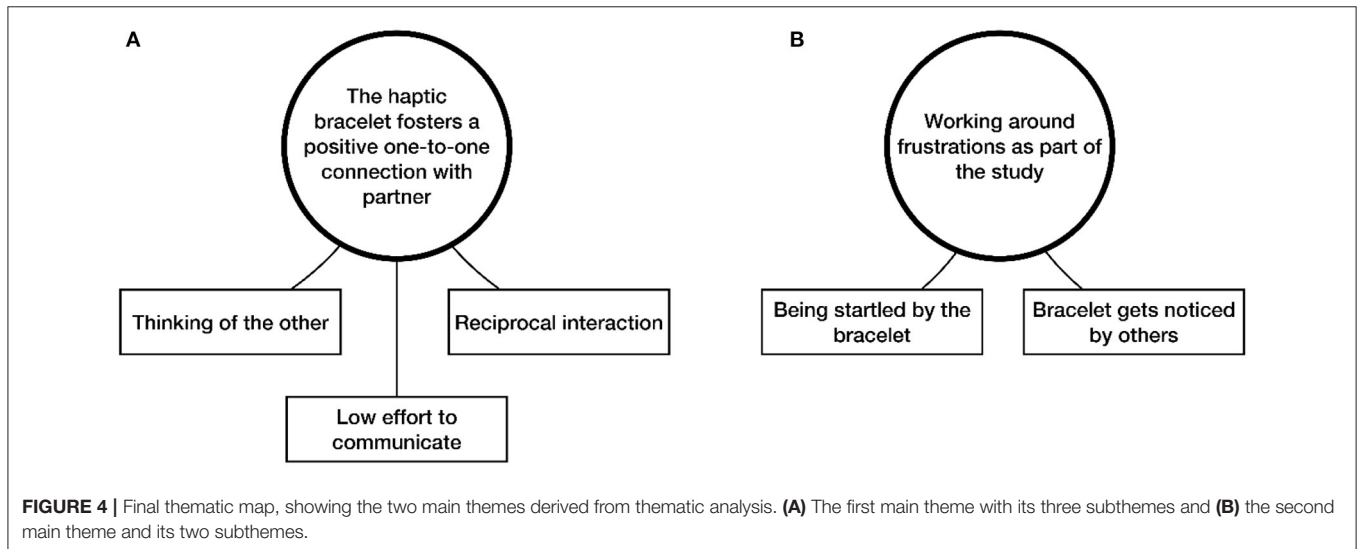 A
The haptic
bracelet fosters a
positive one-to-one
connection with
partner
Thinking of the other
Reciprocal interaction
Low effort to
communicate
B
Working around
frustrations as part of
the study
Being startled by the
bracelet
Bracelet gets noticed
by others
FIGURE 4 | Final thematic map, showing the two main themes derived from thematic analysis. (A) The first main theme with its three subthemes and (B) the second
main theme and its two subthemes.